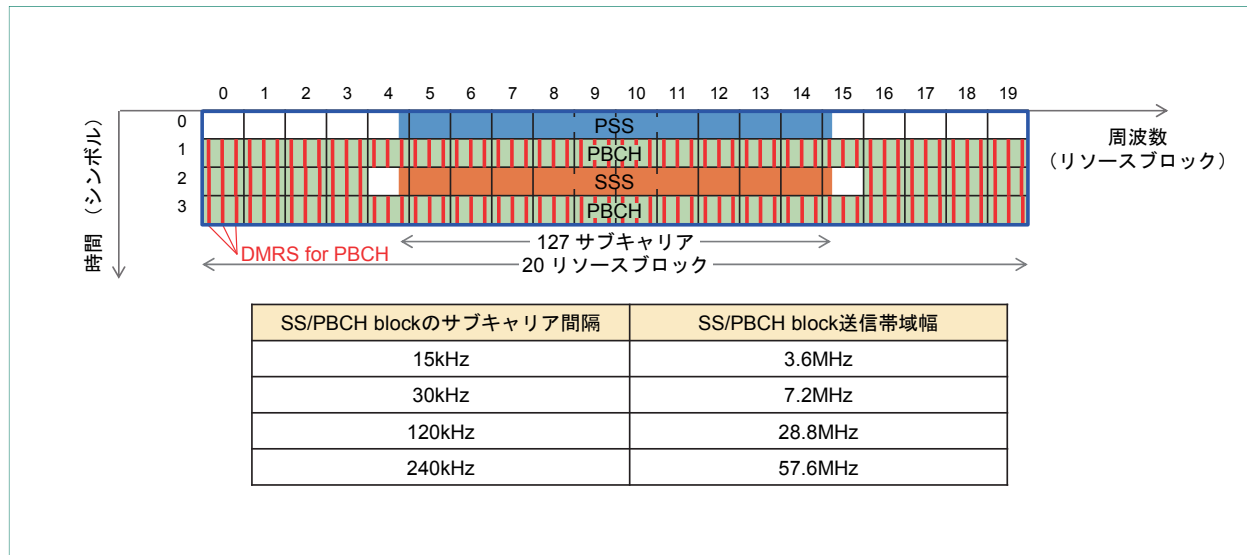 0 1 2 3 4 5 6 7 8 9 10 11 12 13 14 15 16 17 18 19
0 PSS
1 PBCH
2 SSS
3 PBCH
周波数
（リソースブロック）
時間（シンボル）
DMRS for PBCH
127 サブキャリア
20 リソースブロック
SS/PBCH blockのサブキャリア間隔 SS/PBCH block送信帯域幅
15kHz 3.6MHz
30kHz 7.2MHz
120kHz 28.8MHz
240kHz 57.6MHz